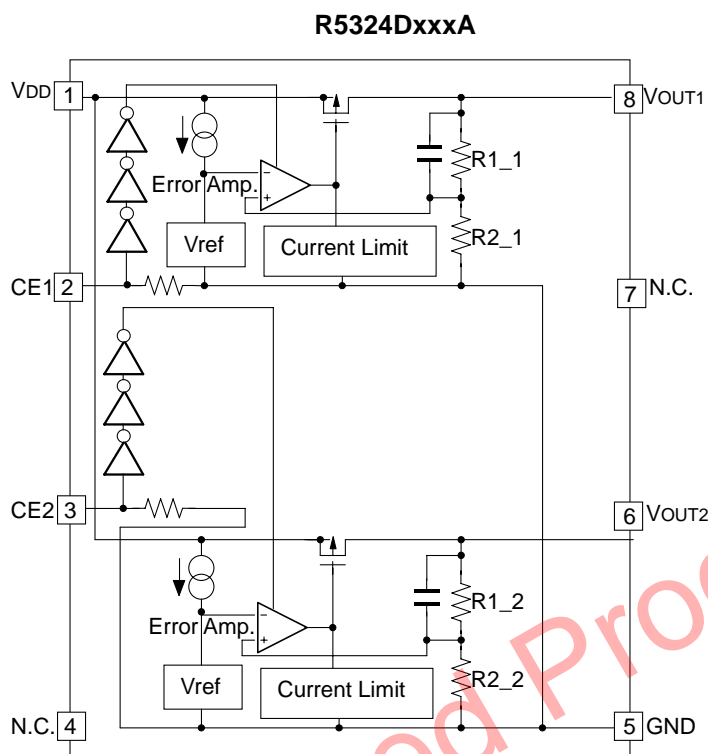 R5324DxxxA
VDD 1
8 VOUT1
Error Amp.
−
+
R1_1
Vref
Current Limit
R2_1
CE1 2
7 N.C.
CE2 3
6 VOUT2
Error Amp.
−
+
R1_2
Vref
Current Limit
R2_2
N.C. 4
5 GND